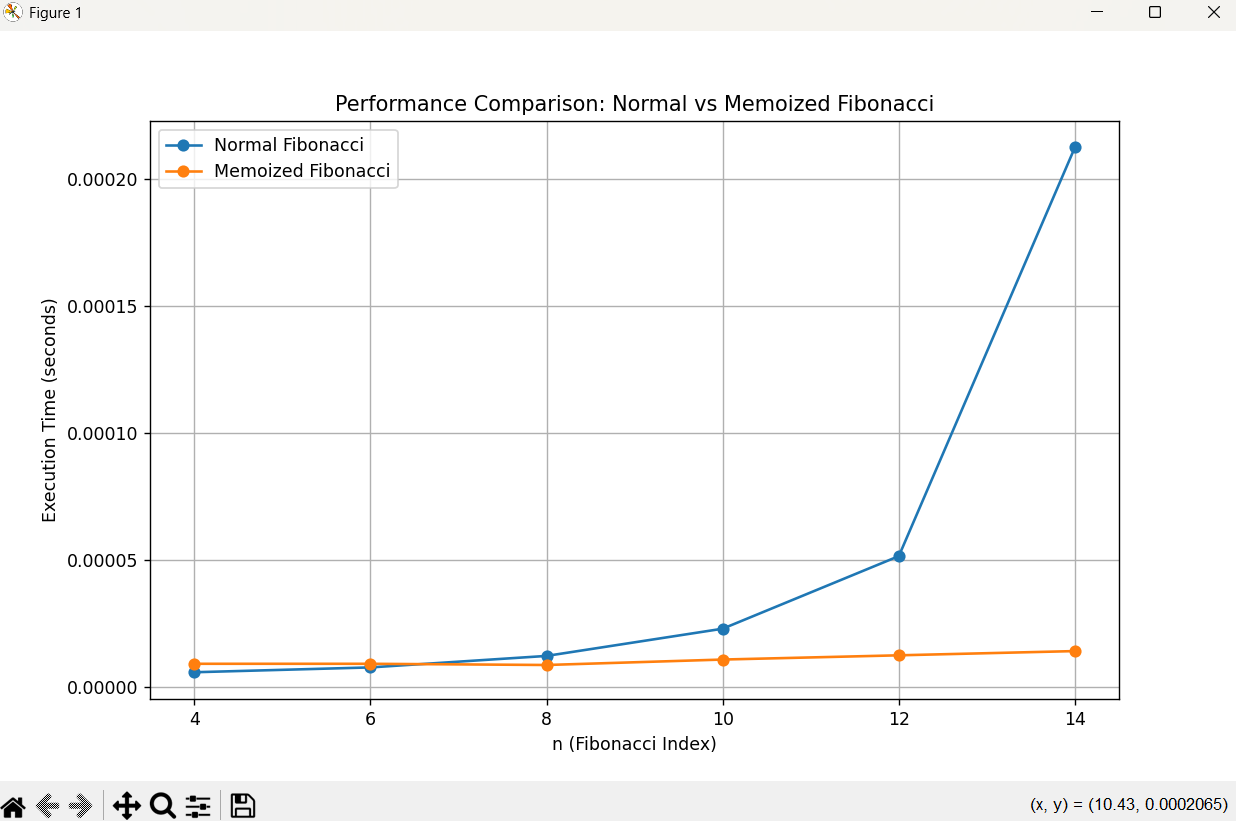 Figure 1
Performance Comparison: Normal vs Memoized Fibonacci
Normal Fibonacci
Memoized Fibonacci
Execution Time (seconds)
0.00020
0.00015
0.00010
0.00005
0.00000
4 6 8 10 12 14
n (Fibonacci Index)
(x, y) = (10.43, 0.0002065)